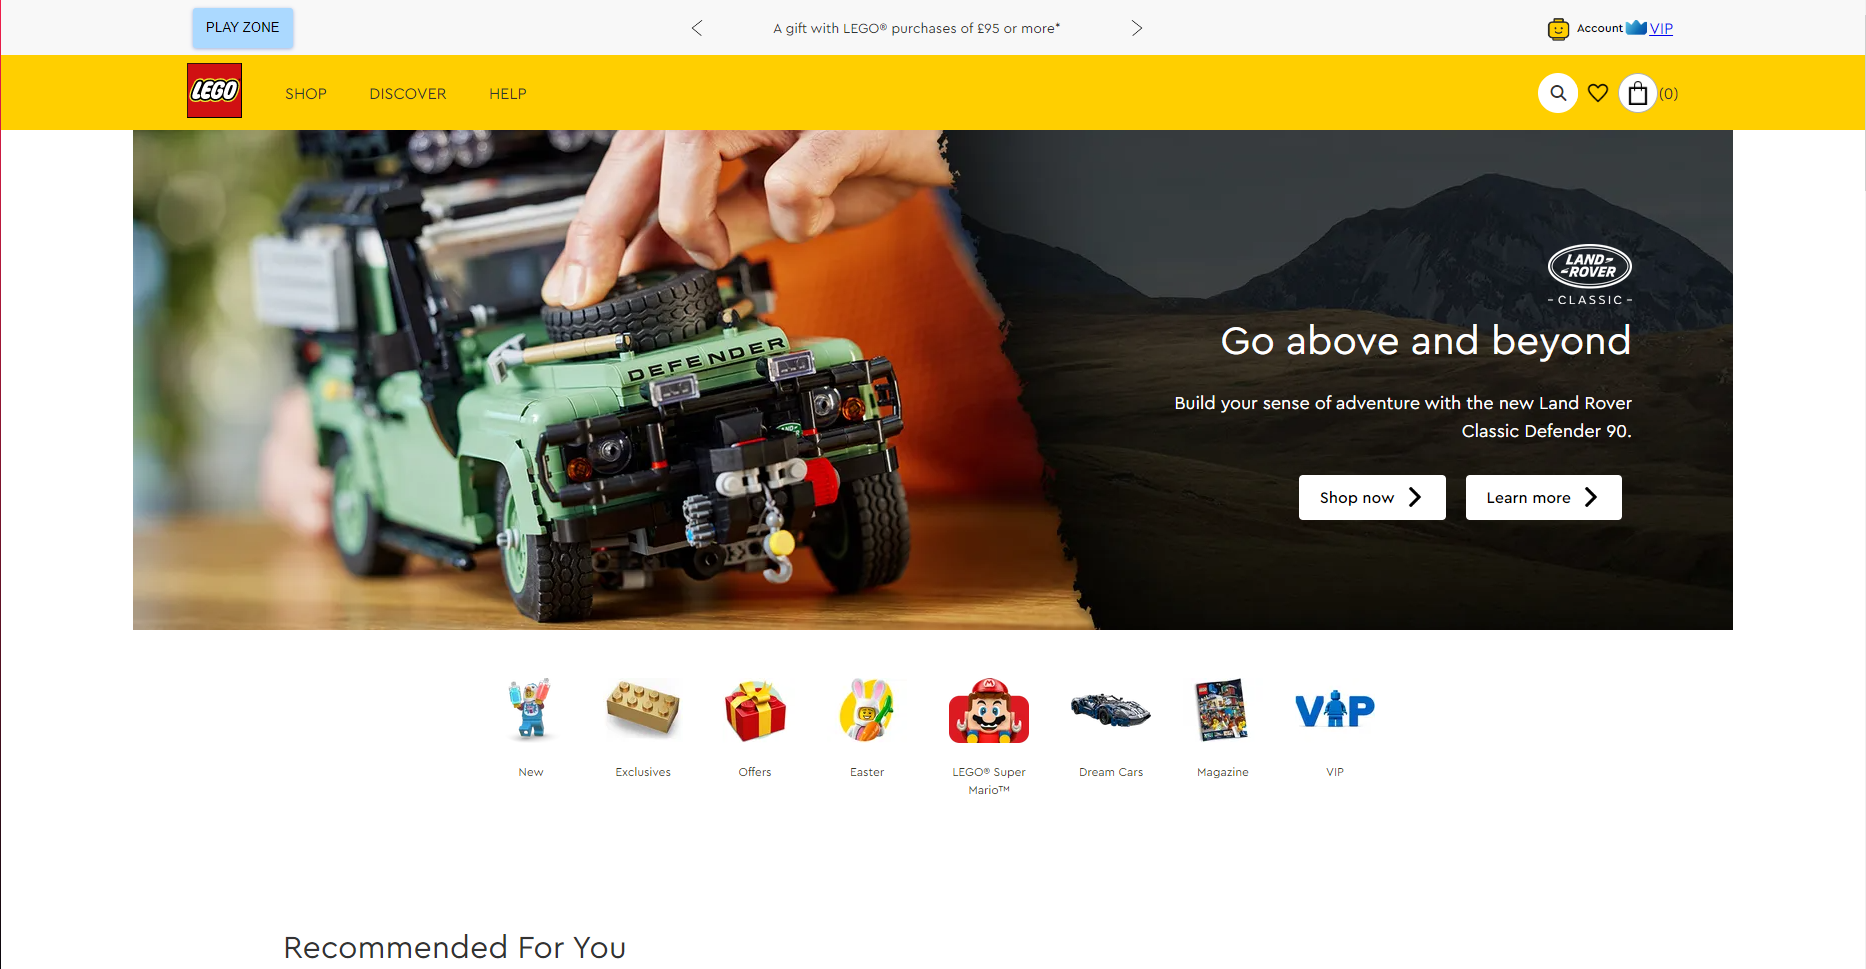 PLAY ZONE
A gift with LEGO® purchases of £95 or more*
Account VIP
LEGO
SHOP
DISCOVER
HELP
(0)
DEFENDER
LAND-
-ROVER
-CLASSIC-
Go above and beyond
Build your sense of adventure with the new Land Rover
Classic Defender 90.
Shop now
Learn more
M
VIP
New
Exclusives
Offers
Easter
LEGO® Super
Mario™
Dream Cars
Magazine
VIP
Recommended For You